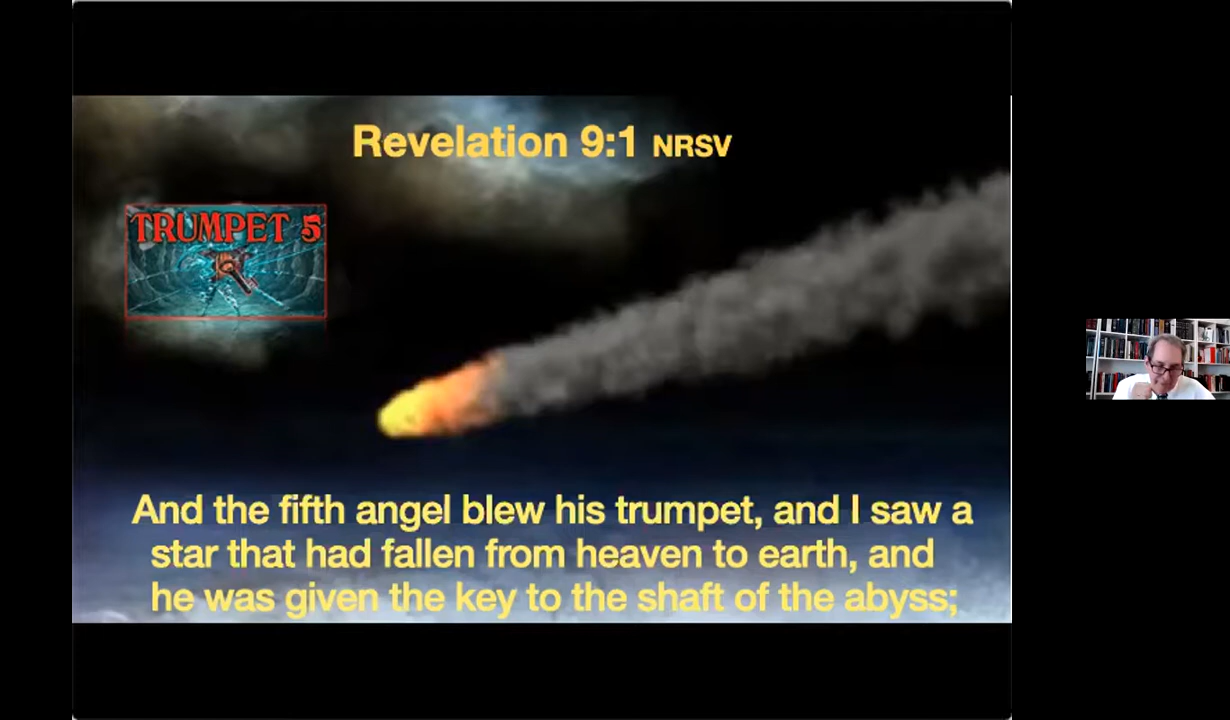 Revelation 9:1 NRSV
TRUMPET 5
And the fifth angel blew his trumpet, and I saw a
star that had fallen from heaven to earth, and
he was given the key to the shaft of the abyss;